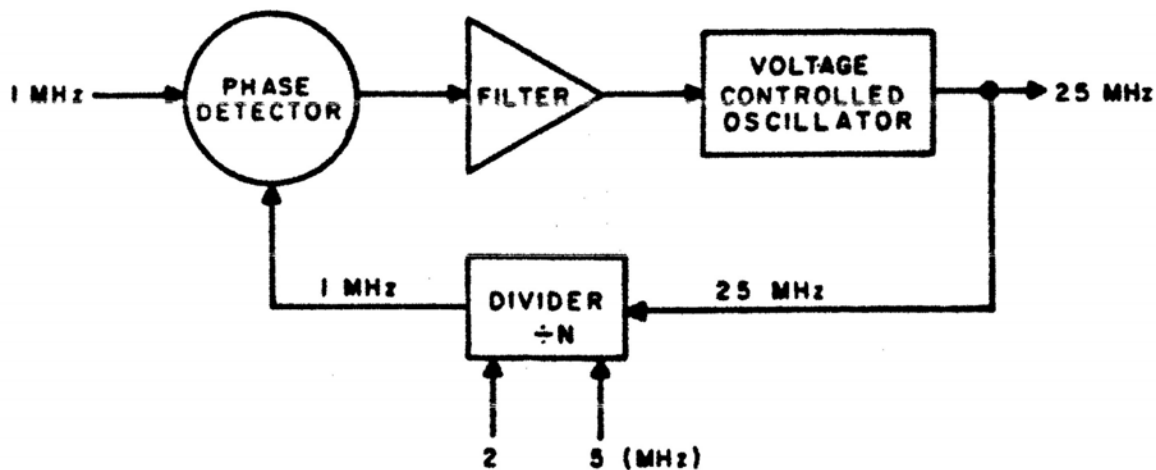 1 MHz
PHASE
DETECTOR
FILTER
VOLTAGE
CONTROLLED
OSCILLATOR
25 MHz
1 MHz
DIVIDER
÷N
25 MHz
2
5 (MHz)